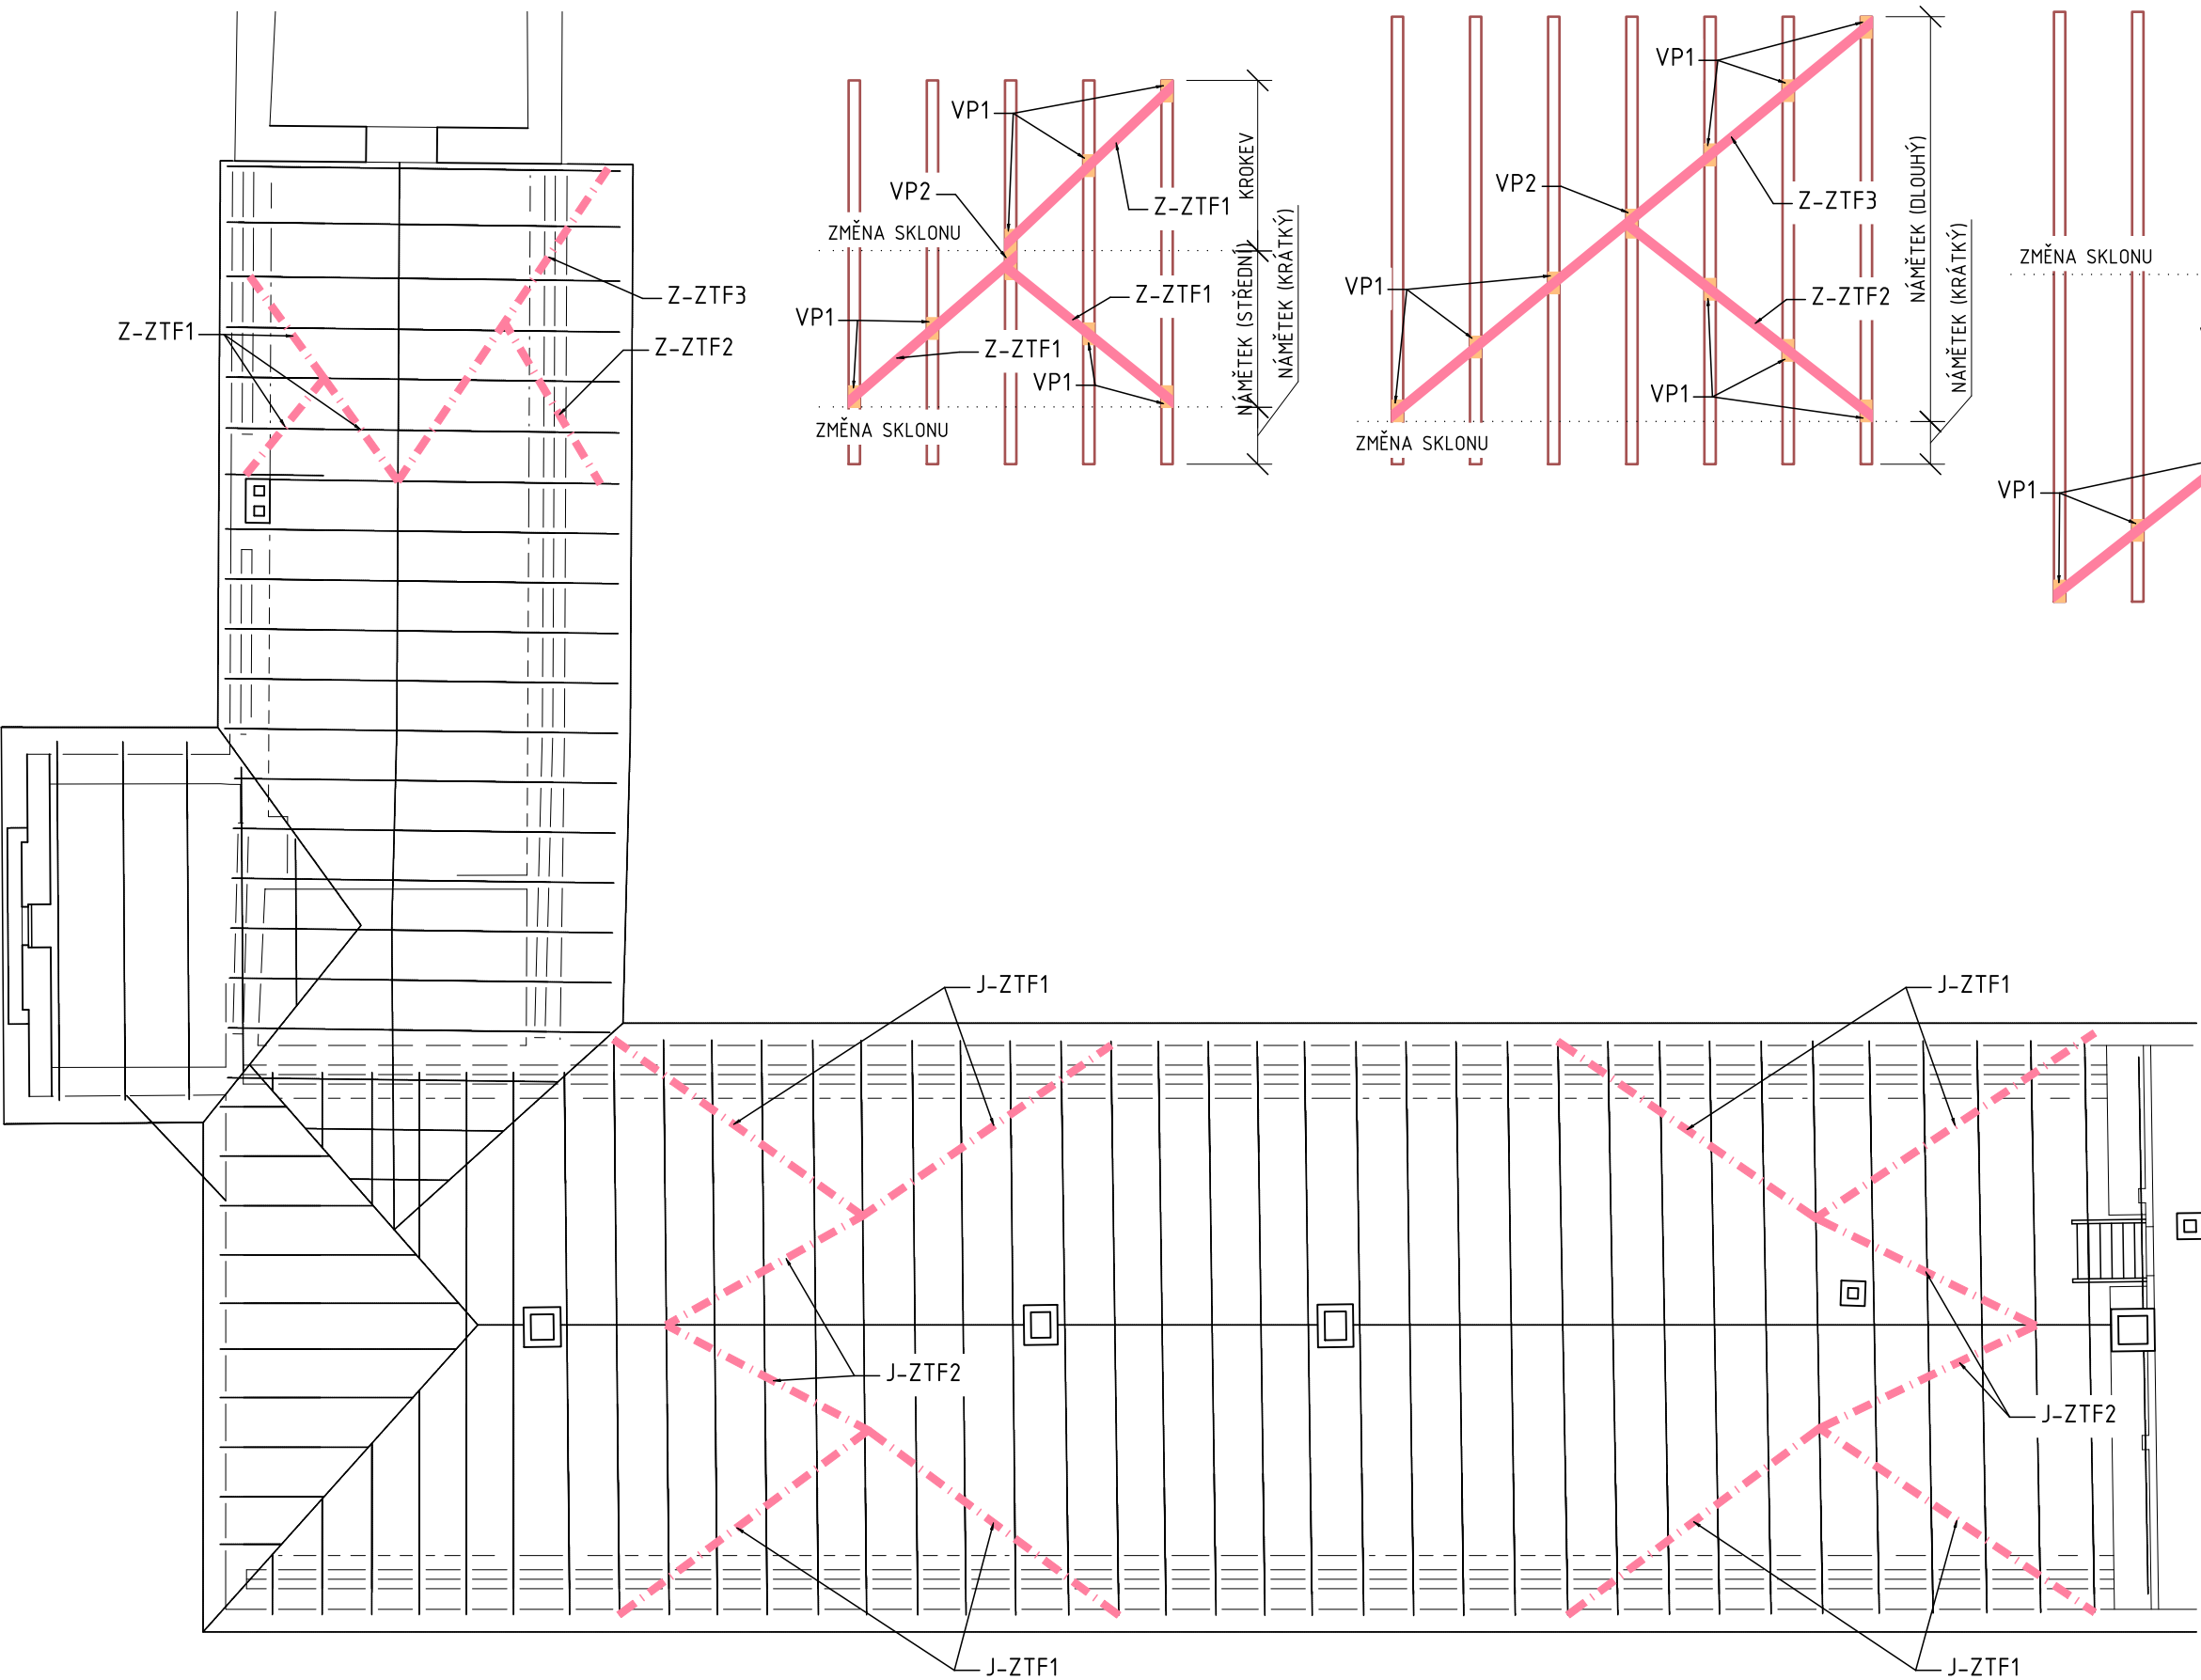 VP1
VP2
ZMĚNA SKLONU
VP1
Z-ZTF1
Z-ZTF1
Z-ZTF1
VP1
ZMĚNA SKLONU
KROKEV
NÁMĚTEK (STŘEDNÍ)
NÁMĚTEK (KRÁTKÝ)
VP1
VP2
VP1
Z-ZTF3
Z-ZTF2
VP1
ZMĚNA SKLONU
NÁMĚTEK (DLOUHÝ)
NÁMĚTEK (KRÁTKÝ)
ZMĚNA SKLONU
VP1
Z-ZTF1
Z-ZTF3
Z-ZTF2
J-ZTF1
J-ZTF1
J-ZTF2
J-ZTF2
J-ZTF1
J-ZTF1